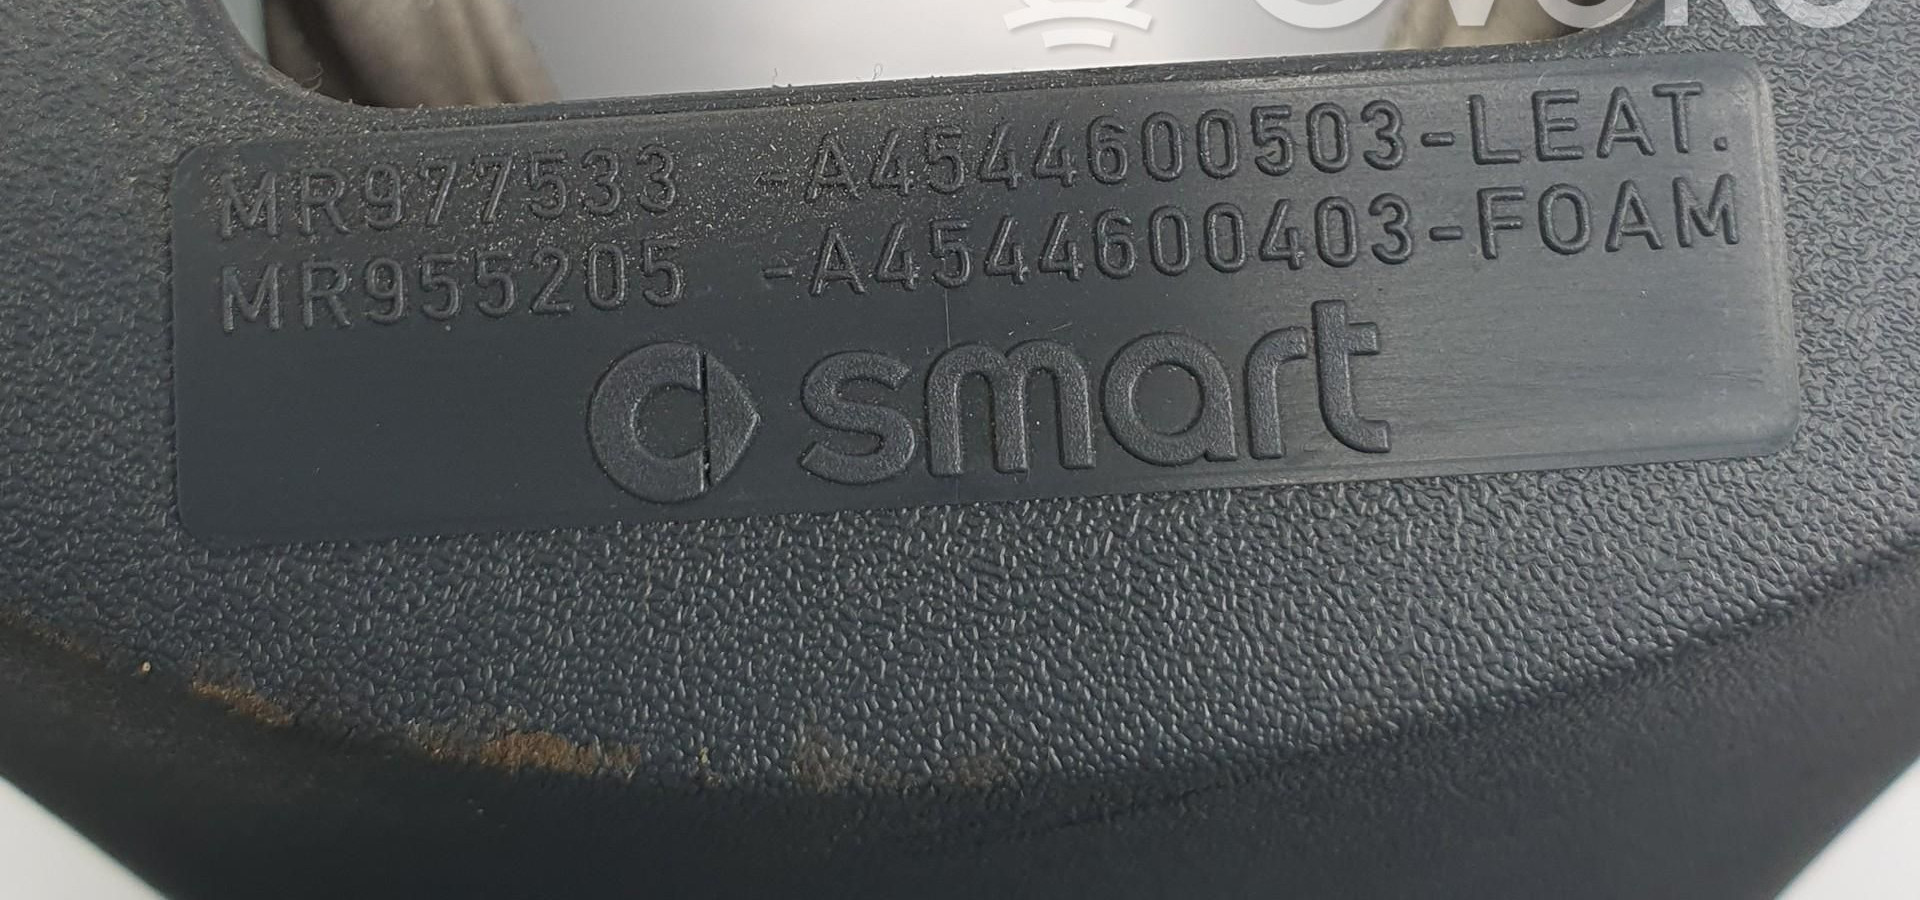 MR977533 -A4544600503-LEAT.
MR955205 -A4544600403-FOAM
smart